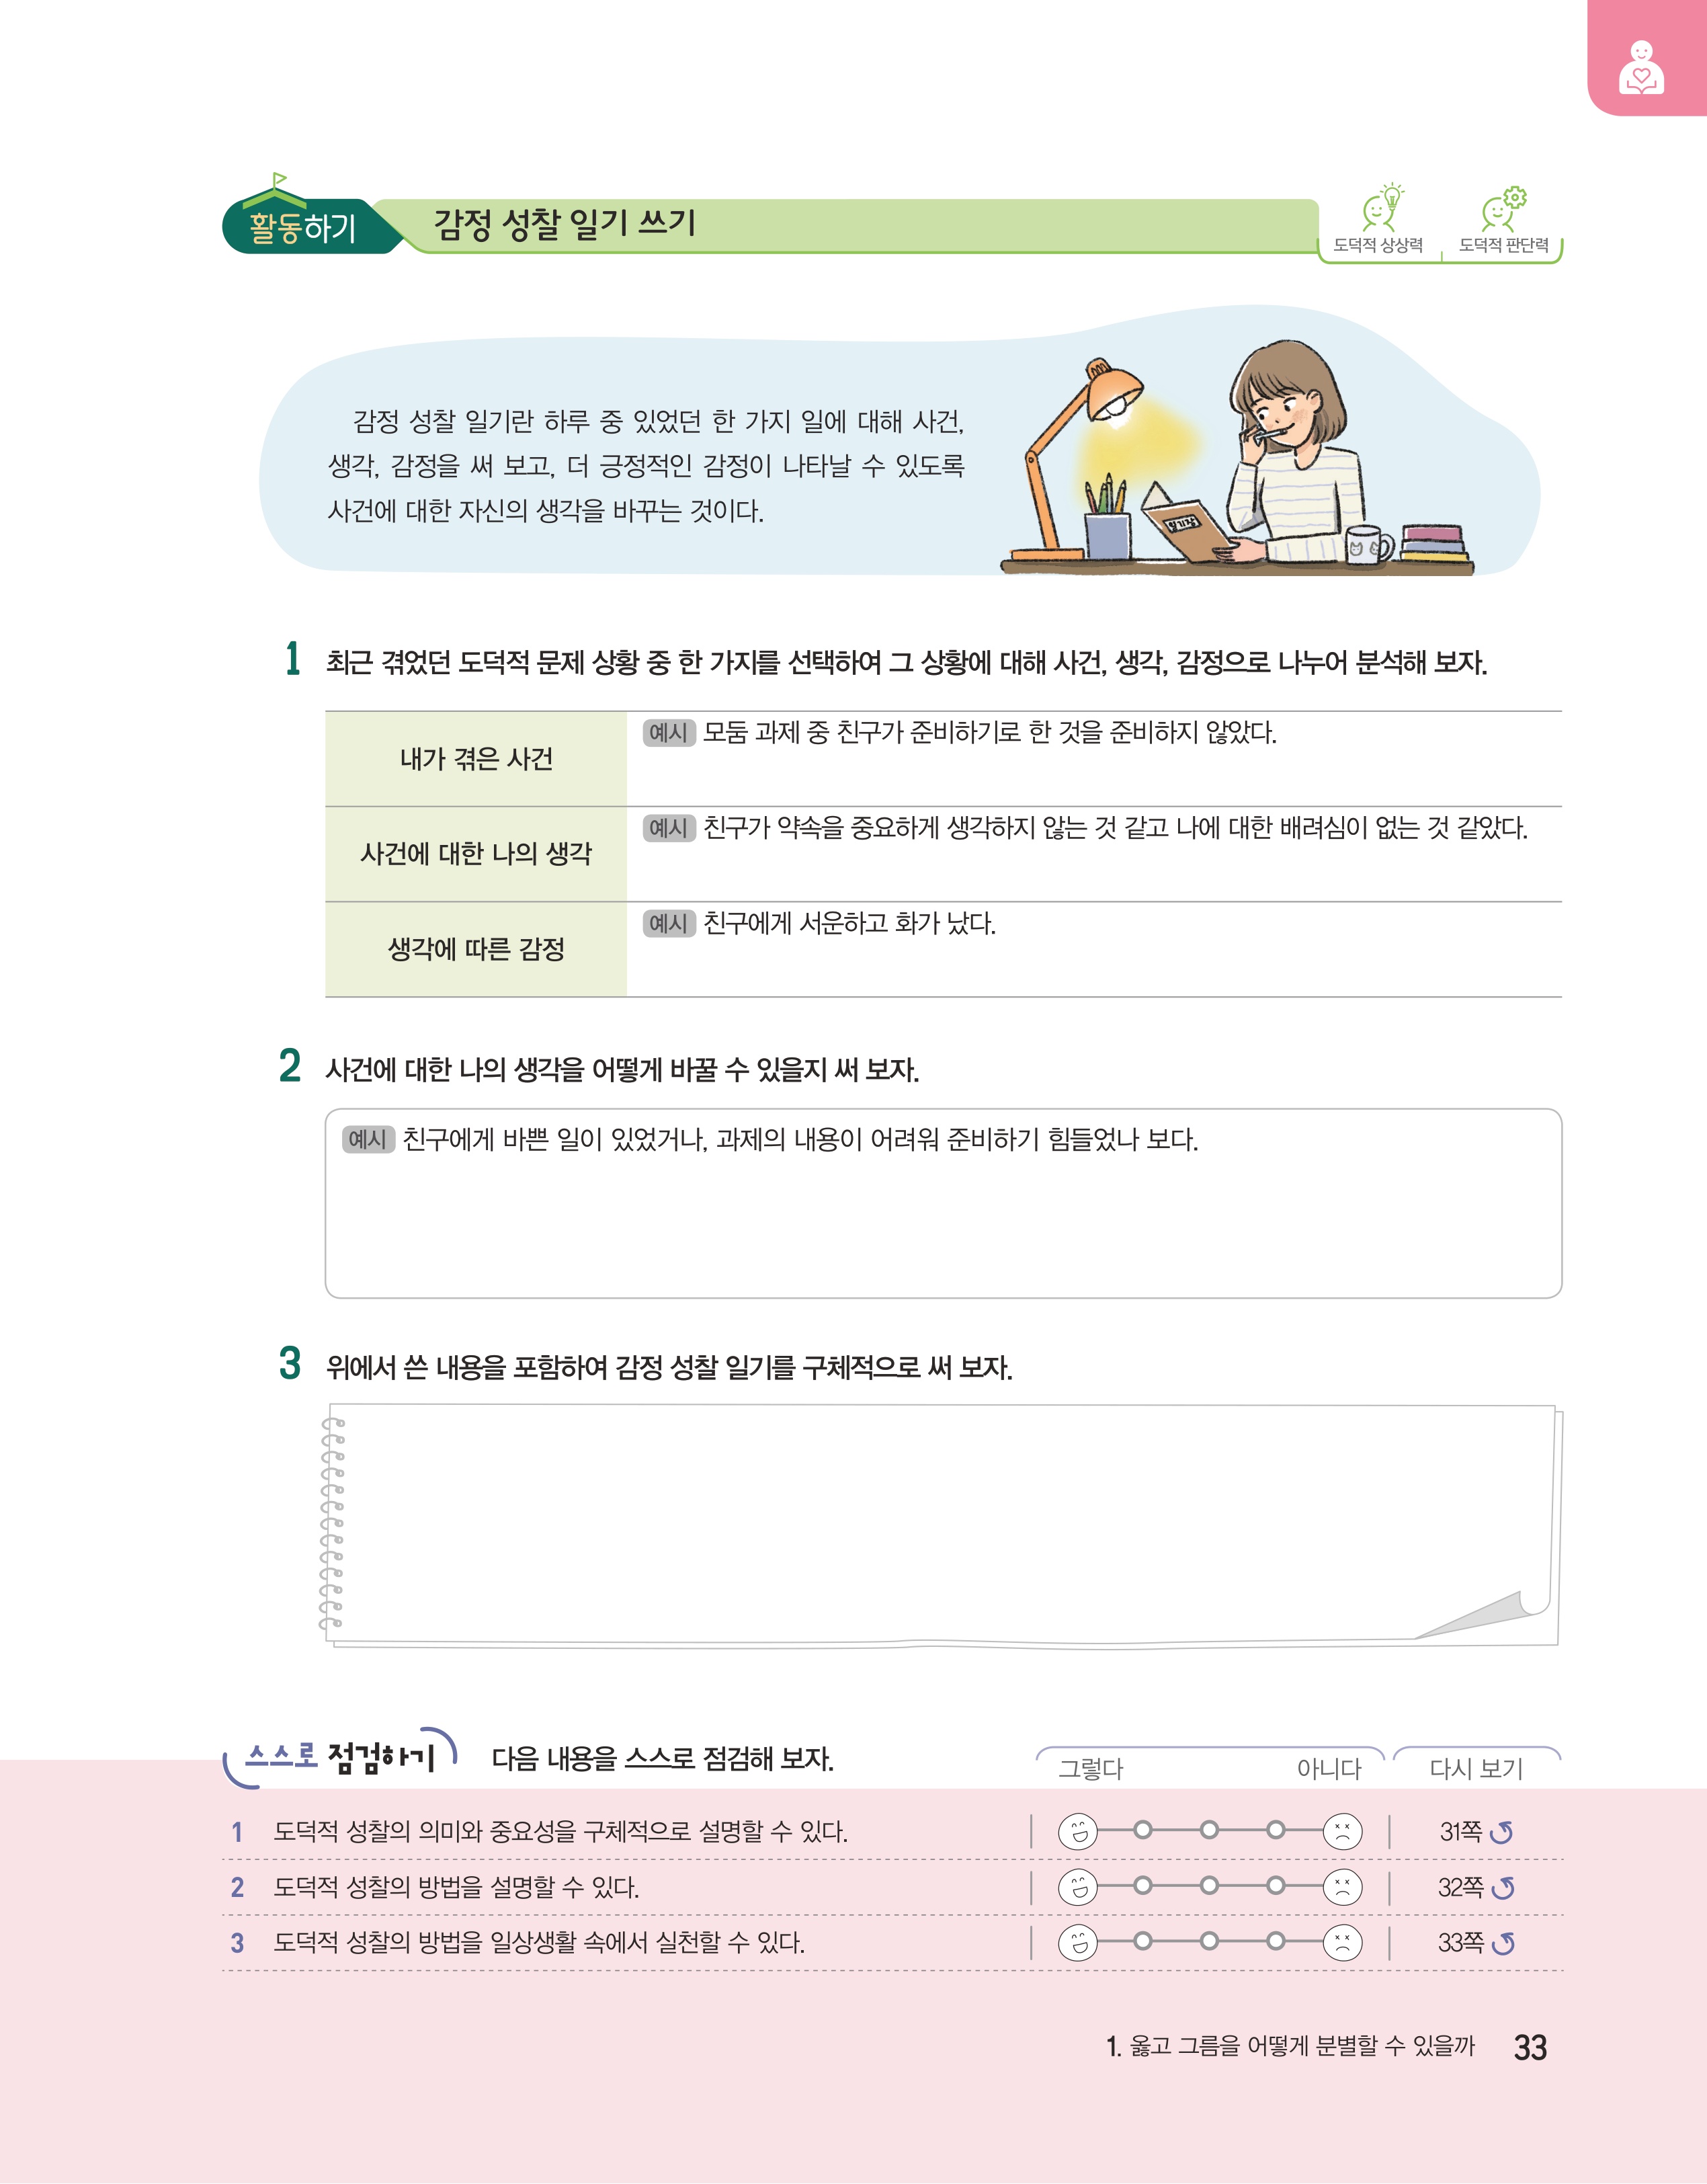 활동하기
감정 성찰 일기 쓰기
도덕적 상상력
도덕적 판단력
감정 성찰 일기란 하루 중 있었던 한 가지 일에 대해 사건,
생각, 감정을 써 보고, 더 긍정적인 감정이 나타날 수 있도록
사건에 대한 자신의 생각을 바꾸는 것이다.
일기장
1 최근 겪었던 도덕적 문제 상황 중 한 가지를 선택하여 그 상황에 대해 사건, 생각, 감정으로 나누어 분석해 보자.
내가 겪은 사건
예시 모둠 과제 중 친구가 준비하기로 한 것을 준비하지 않았다.
사건에 대한 나의 생각
예시 친구가 약속을 중요하게 생각하지 않는 것 같고 나에 대한 배려심이 없는 것 같았다.
생각에 따른 감정
예시 친구에게 서운하고 화가 났다.
2 사건에 대한 나의 생각을 어떻게 바꿀 수 있을지 써 보자.
예시 친구에게 바쁜 일이 있었거나, 과제의 내용이 어려워 준비하기 힘들었나 보다.
3 위에서 쓴 내용을 포함하여 감정 성찰 일기를 구체적으로 써 보자.
스스로 점검하기 다음 내용을 스스로 점검해 보자.
그렇다 아니다 다시 보기
1 도덕적 성찰의 의미와 중요성을 구체적으로 설명할 수 있다. 31쪽
2 도덕적 성찰의 방법을 설명할 수 있다. 32쪽
3 도덕적 성찰의 방법을 일상생활 속에서 실천할 수 있다. 33쪽
1. 옳고 그름을 어떻게 분별할 수 있을까 33